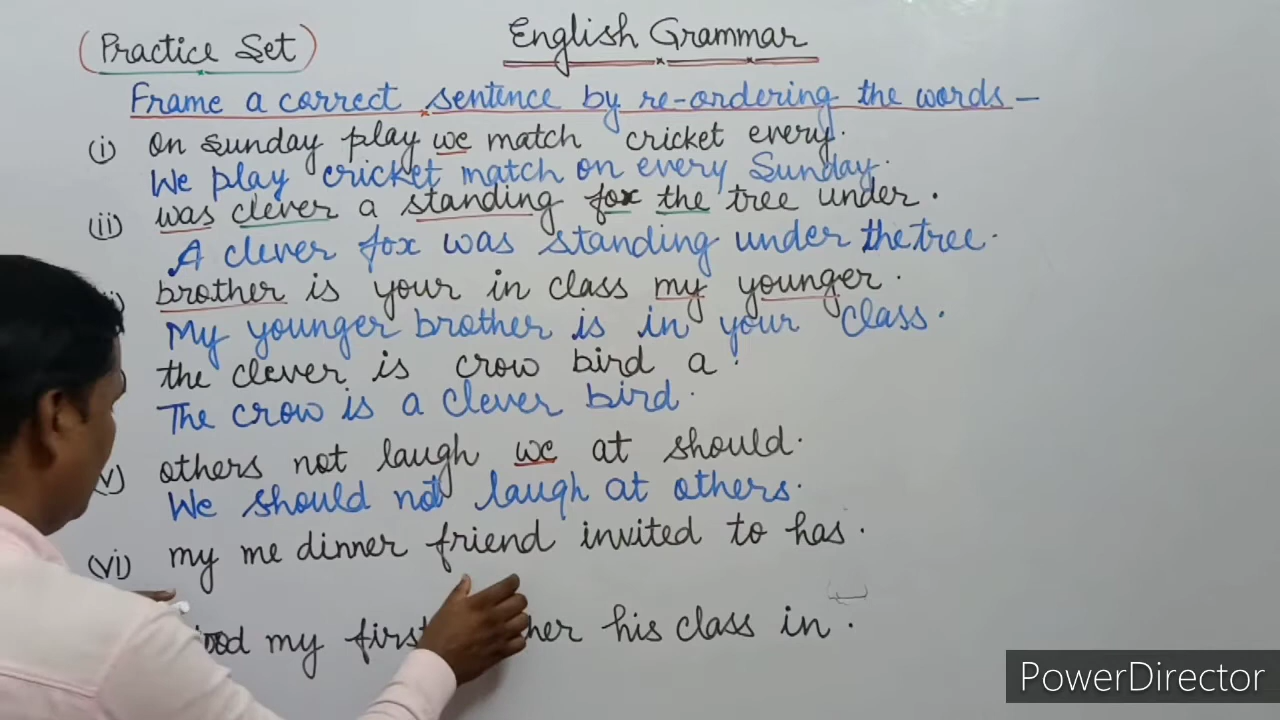 (Practice Set)
English Grammar
Frame a correct sentence by re-ordering the words -
(i) on sunday play we match cricket every.
We play cricket match on every Sunday.
(ii) was clever a standing fox the tree under.
A clever fox was standing under the tree.
brother is your in class my younger.
My younger brother is in your class.
the clever is crow bird a.
The crow is a clever bird.
others not laugh we at should.
We should not laugh at others.
(vi) my me dinner friend invited to has.
my his class in.
PowerDirector